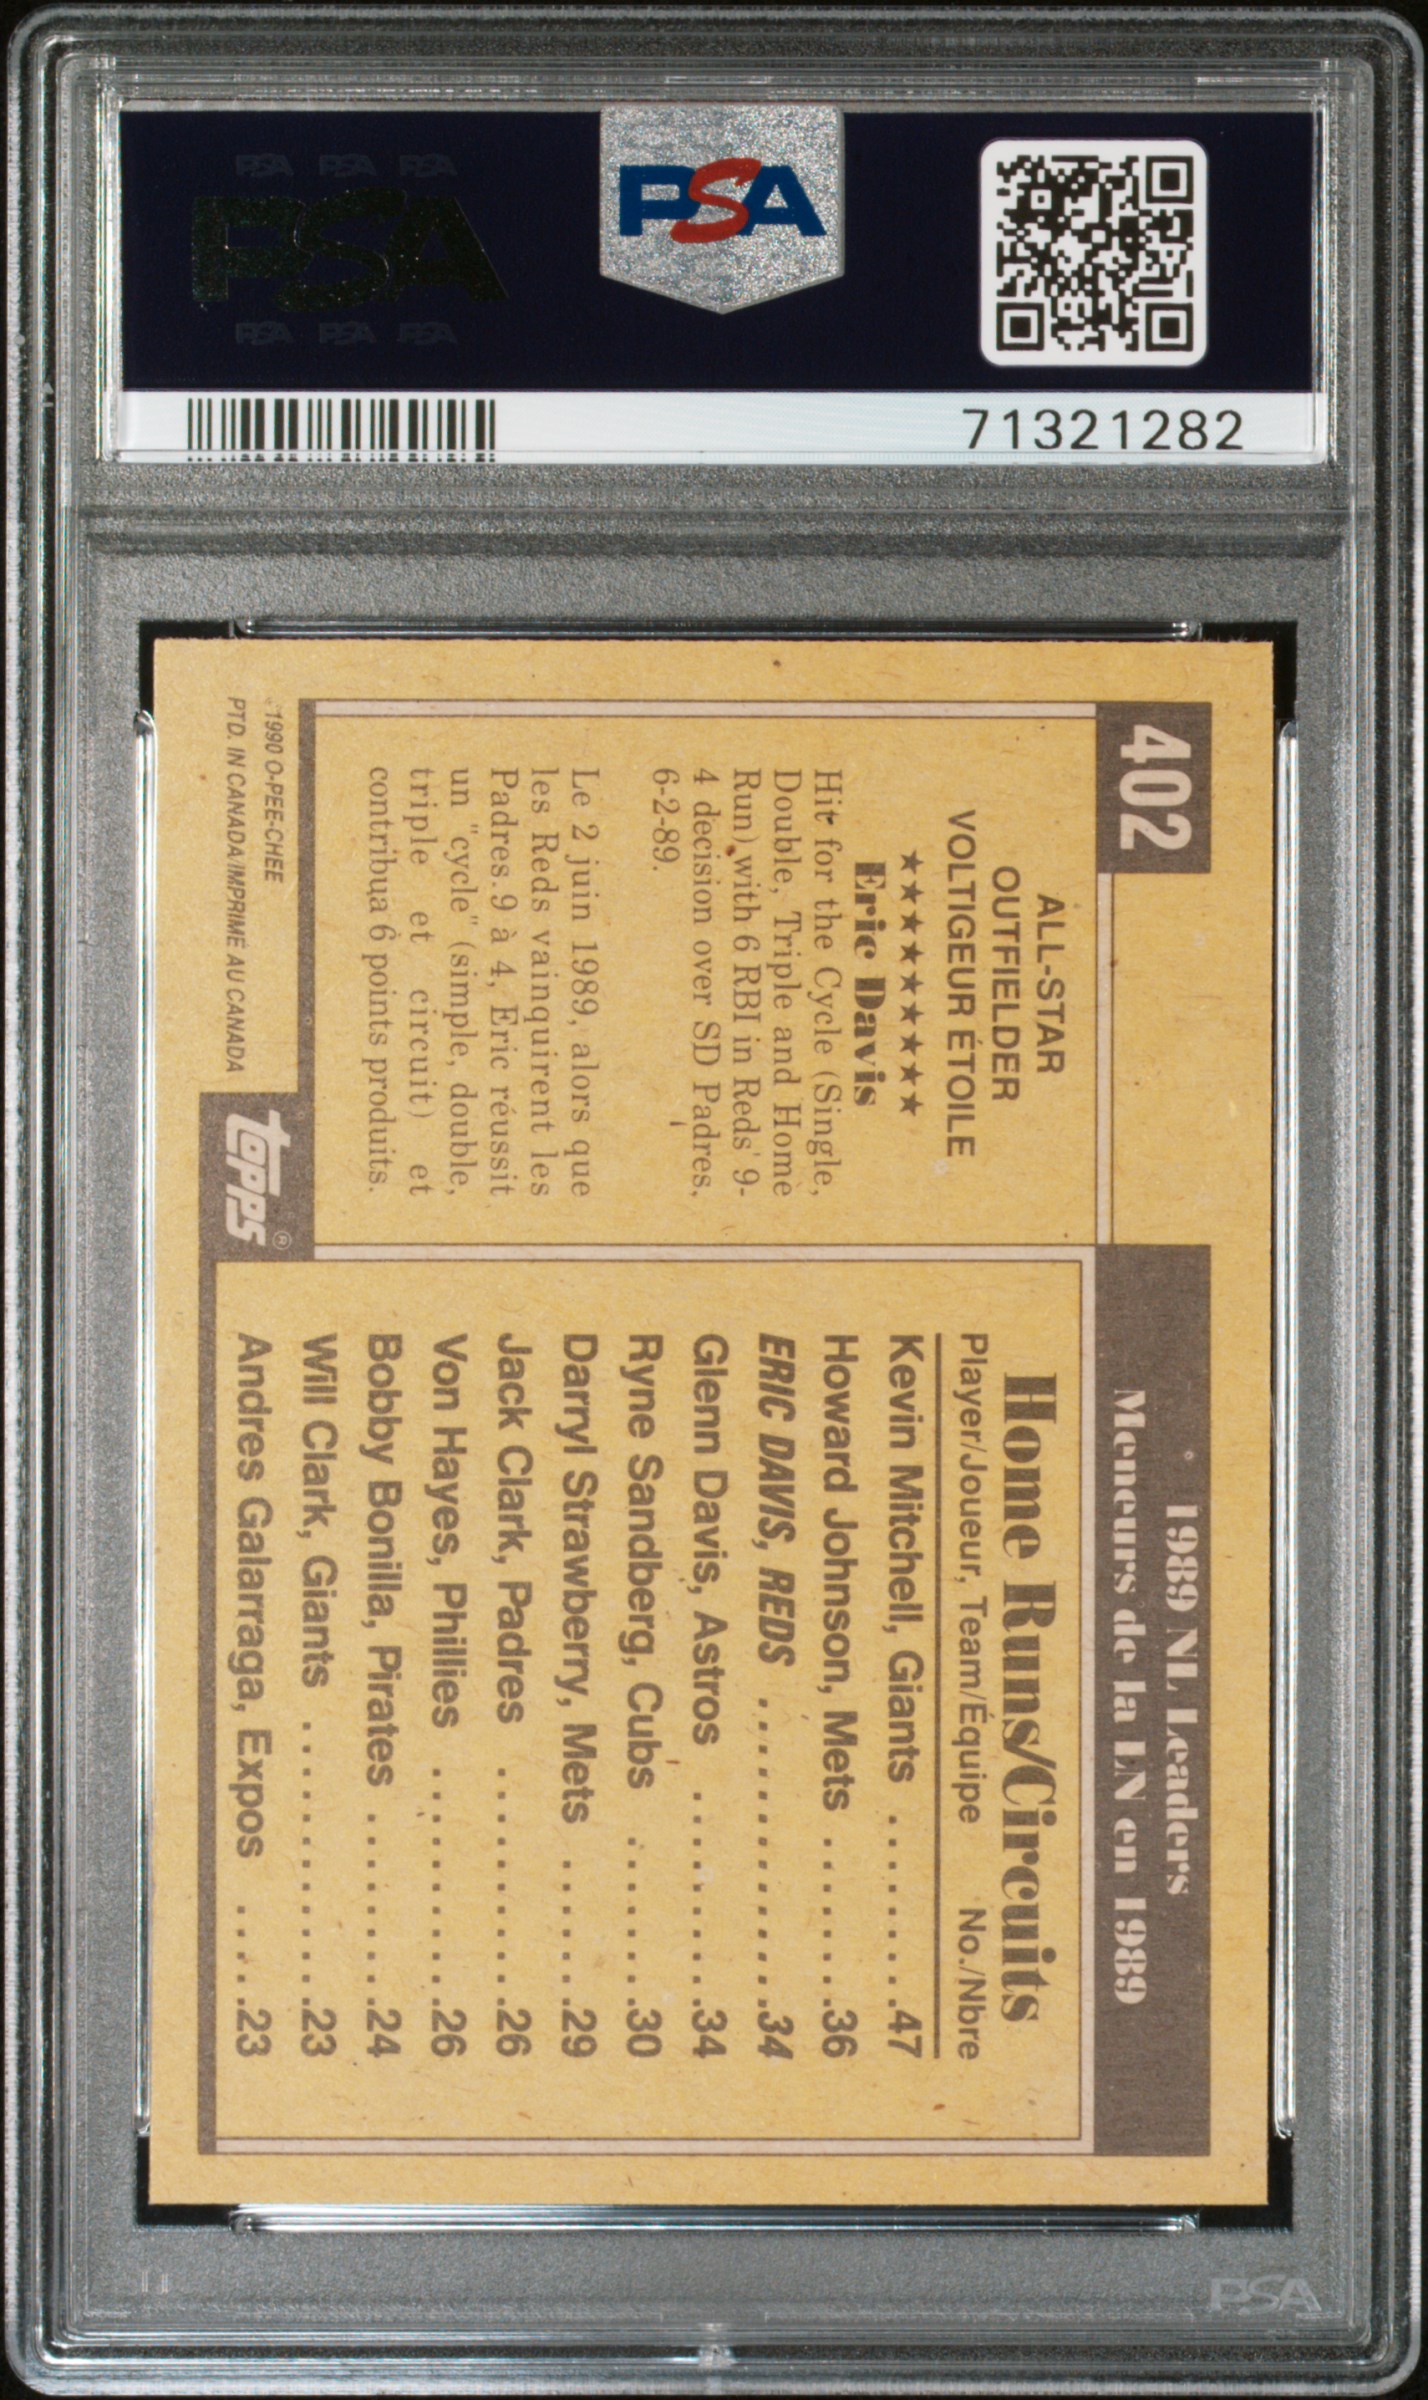 PSA PSA PSA
PSA
PSA PSA PSA
PSA
71321282
402
ALL-STAR
OUTFIELDER
VOLTIGEUR ÉTOILE
★★★★★★★★★★
Eric Davis
Hit for the Cycle (Single,
Double, Triple and Home
Run) with 6 RBI in Reds' 9-
4 decision over SD Padres,
6-2-89.
Le 2 juin 1989, alors que
les Reds vainquirent les
Padres 9 à 4, Eric réussit
un "cycle" (simple, double,
triple et circuit) et
contribua 6 points produits.
©1990 O-PEE-CHEE
PTD. IN CANADA/IMPRIMÉ AU CANADA
topps®
1989 NL Leaders
Meneurs de la LN en 1989
Home Runs/Circuits
Player/Joueur, Team/Équipe No./Nbre
Kevin Mitchell, Giants ........47
Howard Johnson, Mets .......36
ERIC DAVIS, REDS .............34
Glenn Davis, Astros ..........34
Ryne Sandberg, Cubs ........30
Darryl Strawberry, Mets ......29
Jack Clark, Padres ...........26
Von Hayes, Phillies ...........26
Bobby Bonilla, Pirates ........24
Will Clark, Giants .............23
Andres Galarraga, Expos .....23
PSA